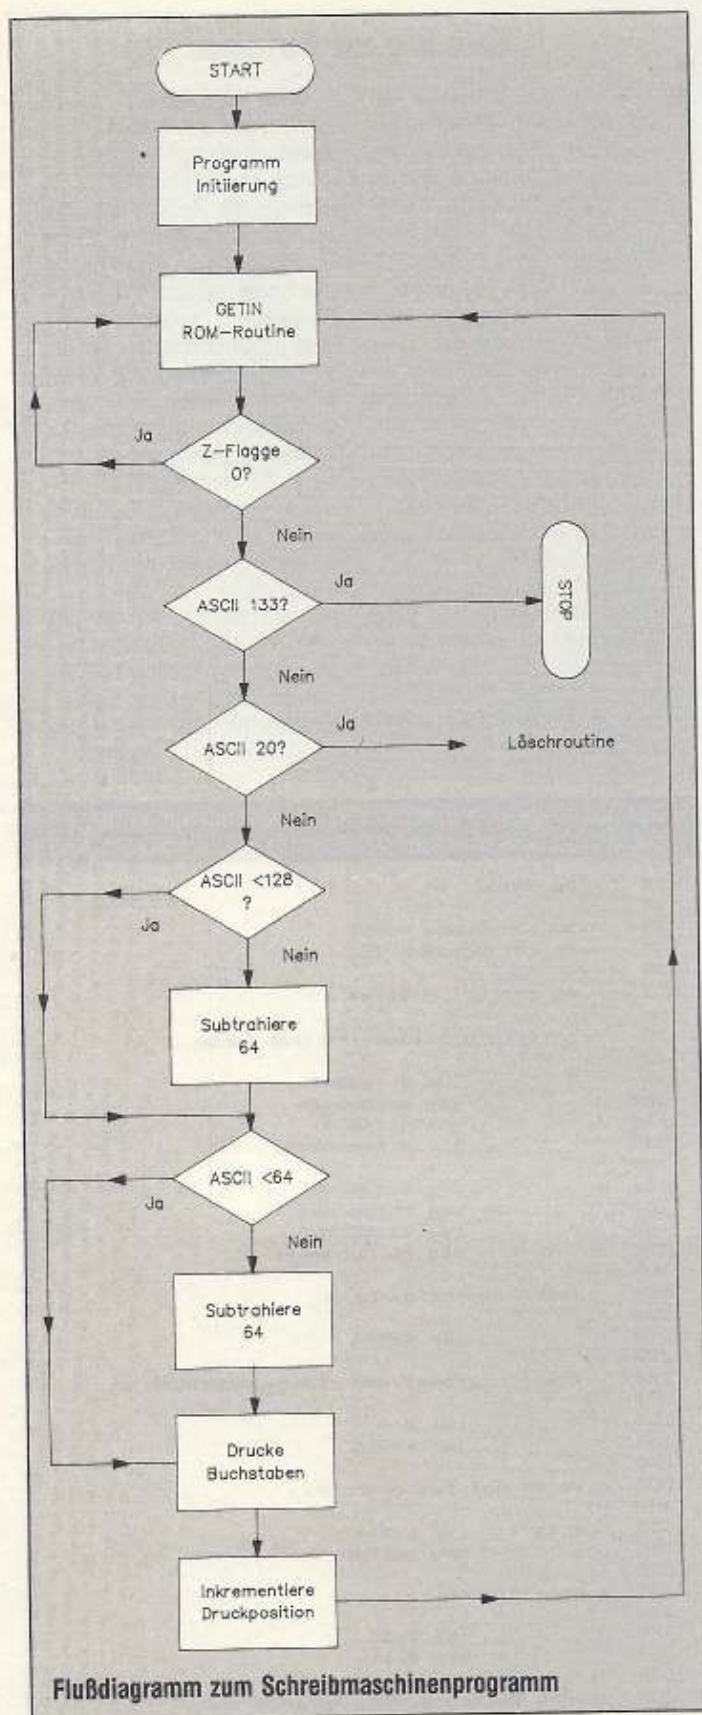 START
Programm
Initiierung
GETIN
ROM-Routine
Ja
Z-Flagge
0?
Nein
ASCII 133?
Ja
STOP
Nein
ASCII 20?
Ja
Löschroutine
Nein
ASCII <128
?
Ja
Nein
Subtrahiere
64
ASCII <64
Ja
Nein
Subtrahiere
64
Drucke
Buchstaben
Inkrementiere
Druckposition
Flußdiagramm zum Schreibmaschinenprogramm